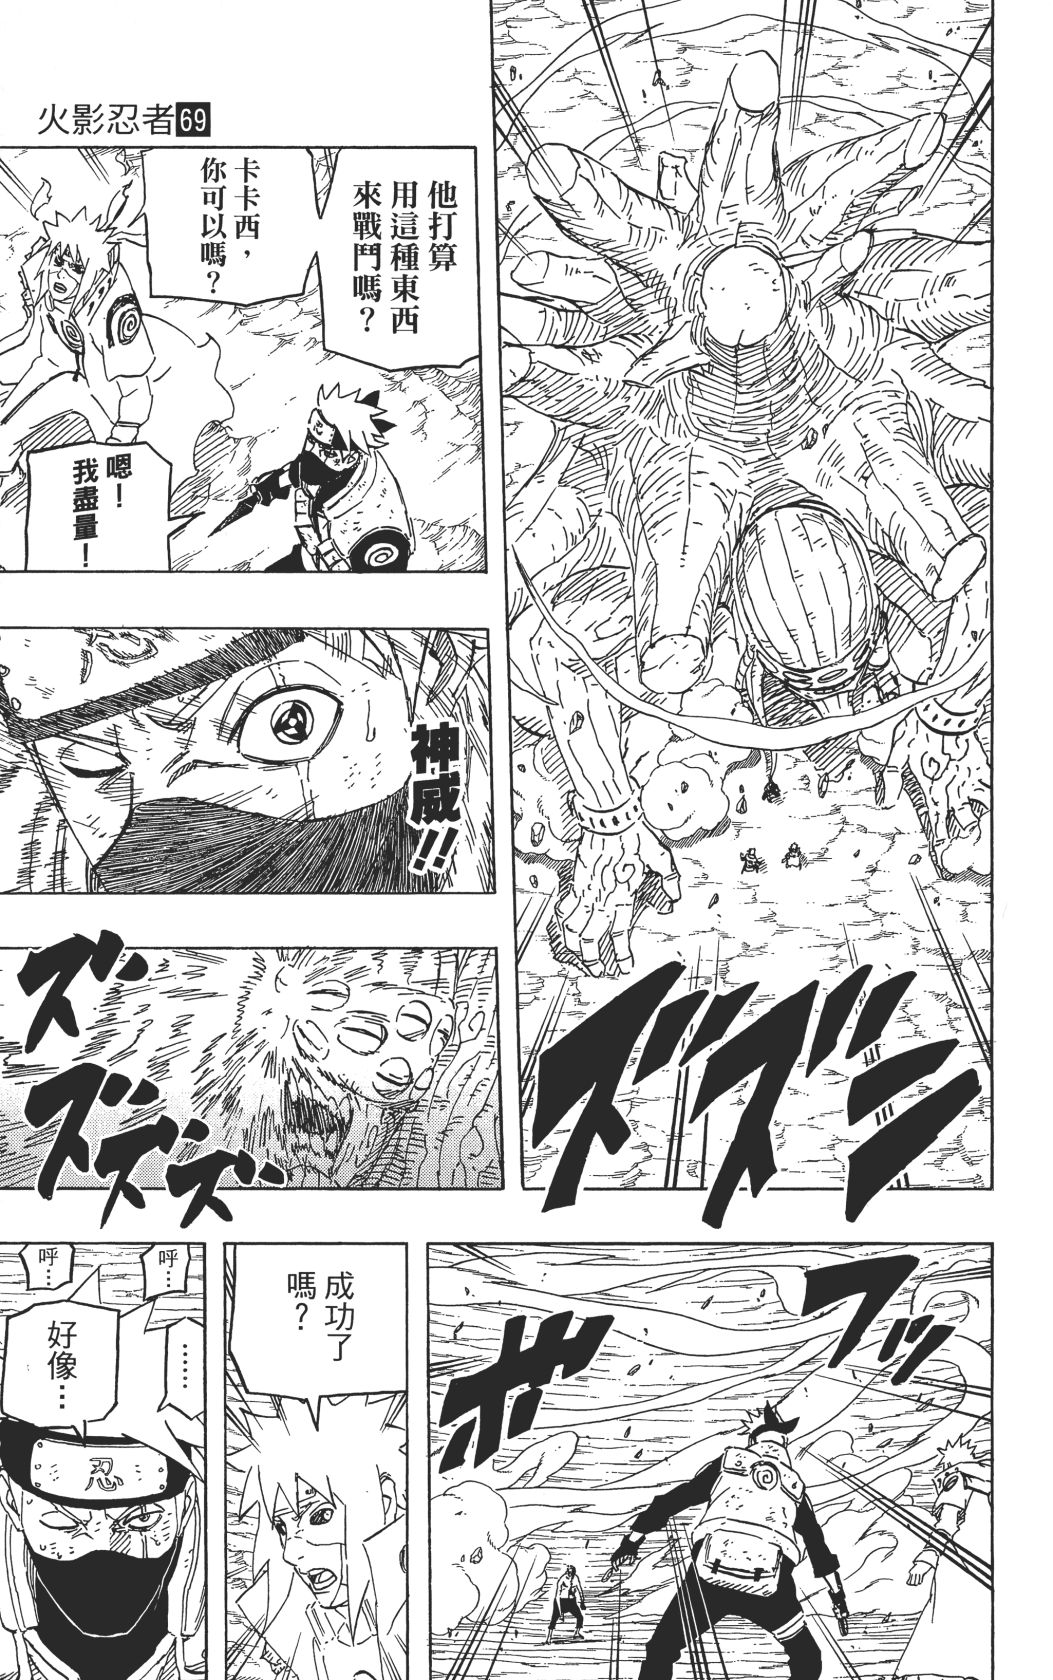 火影忍者69
ズズズン
他打算
用這種東西
來戰鬥嗎？
卡卡西，
你可以嗎？
嗯！
我盡量！
神威!!
ズズズズ
フッ
ボッ
成功了
嗎？
呼…
呼…
……
好像…
忍